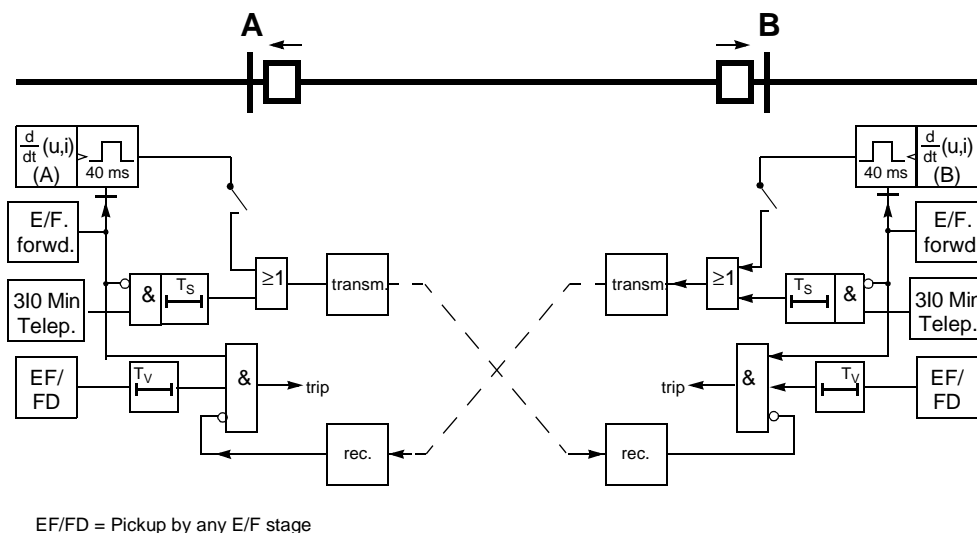 A
B
d/dt (u,i)
(A)
40 ms
E/F.
forwd.
3I0 Min
Telep.
EF/
FD
&
TS
TV
&
≥1
transm.
trip
rec.
d/dt (u,i)
(B)
40 ms
E/F.
forwd.
3I0 Min
Telep.
EF/
FD
TS
&
TV
&
≥1
transm.
trip
rec.
EF/FD = Pickup by any E/F stage